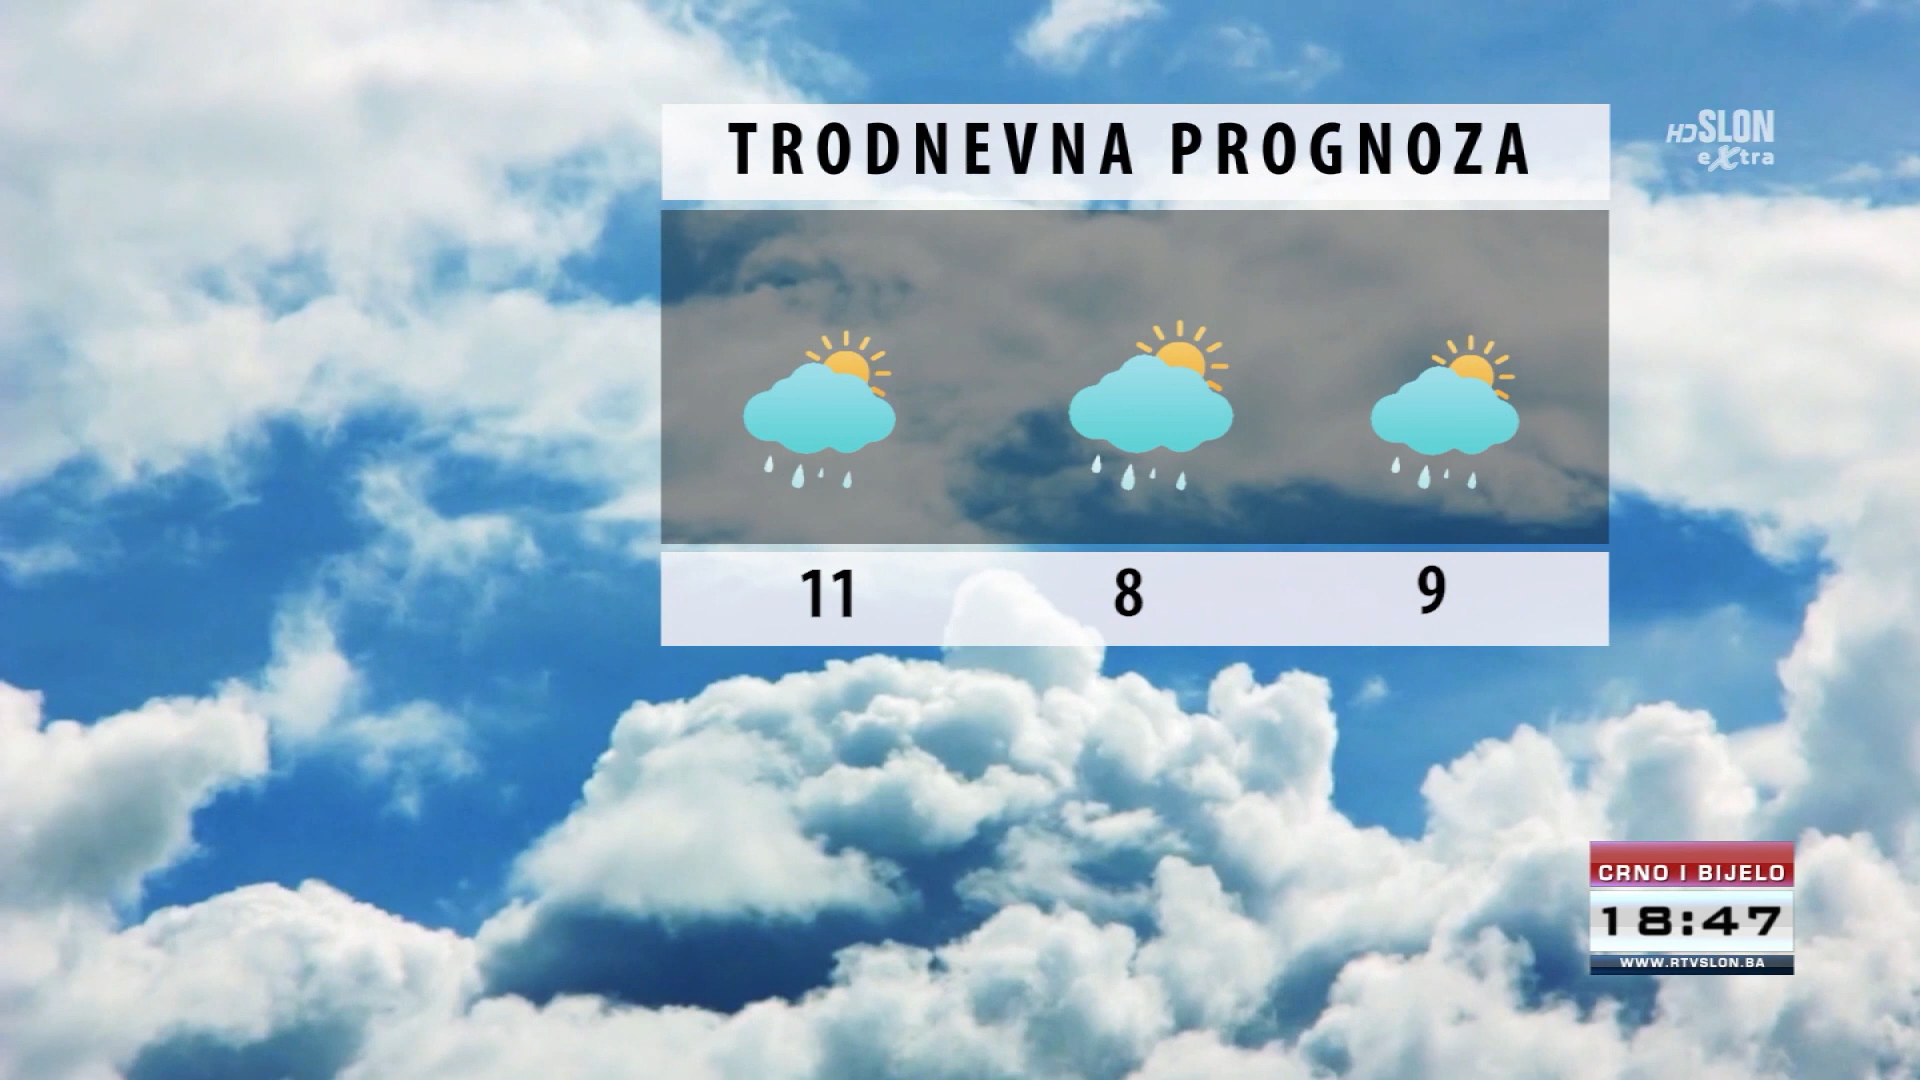 TRODNEVNA PROGNOZA
HD SLON
eXtra
11 8 9
CRNO I BIJELO
18:47
WWW.RTVSLON.BA